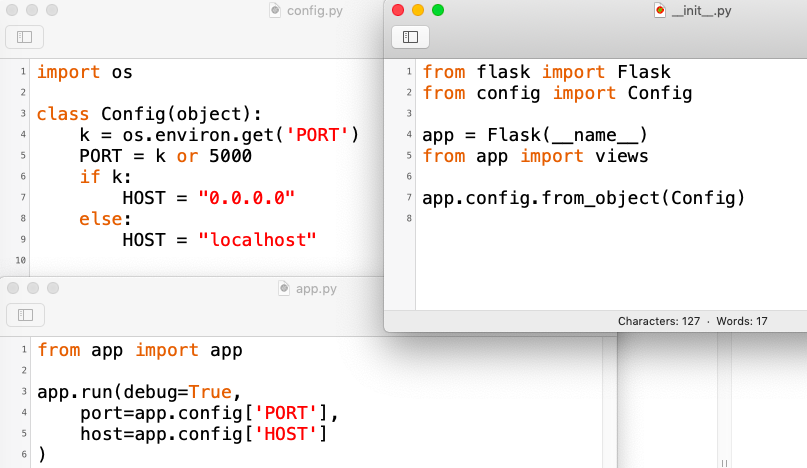 config.py
1 import os
2
3 class Config(object):
4     k = os.environ.get('PORT')
5     PORT = k or 5000
6     if k:
7         HOST = "0.0.0.0"
8     else:
9         HOST = "localhost"
10
__init__.py
1 from flask import Flask
2 from config import Config
3
4 app = Flask(__name__)
5 from app import views
6
7 app.config.from_object(Config)
8
Characters: 127 · Words: 17
app.py
1 from app import app
2
3 app.run(debug=True,
4     port=app.config['PORT'],
5     host=app.config['HOST']
6 )